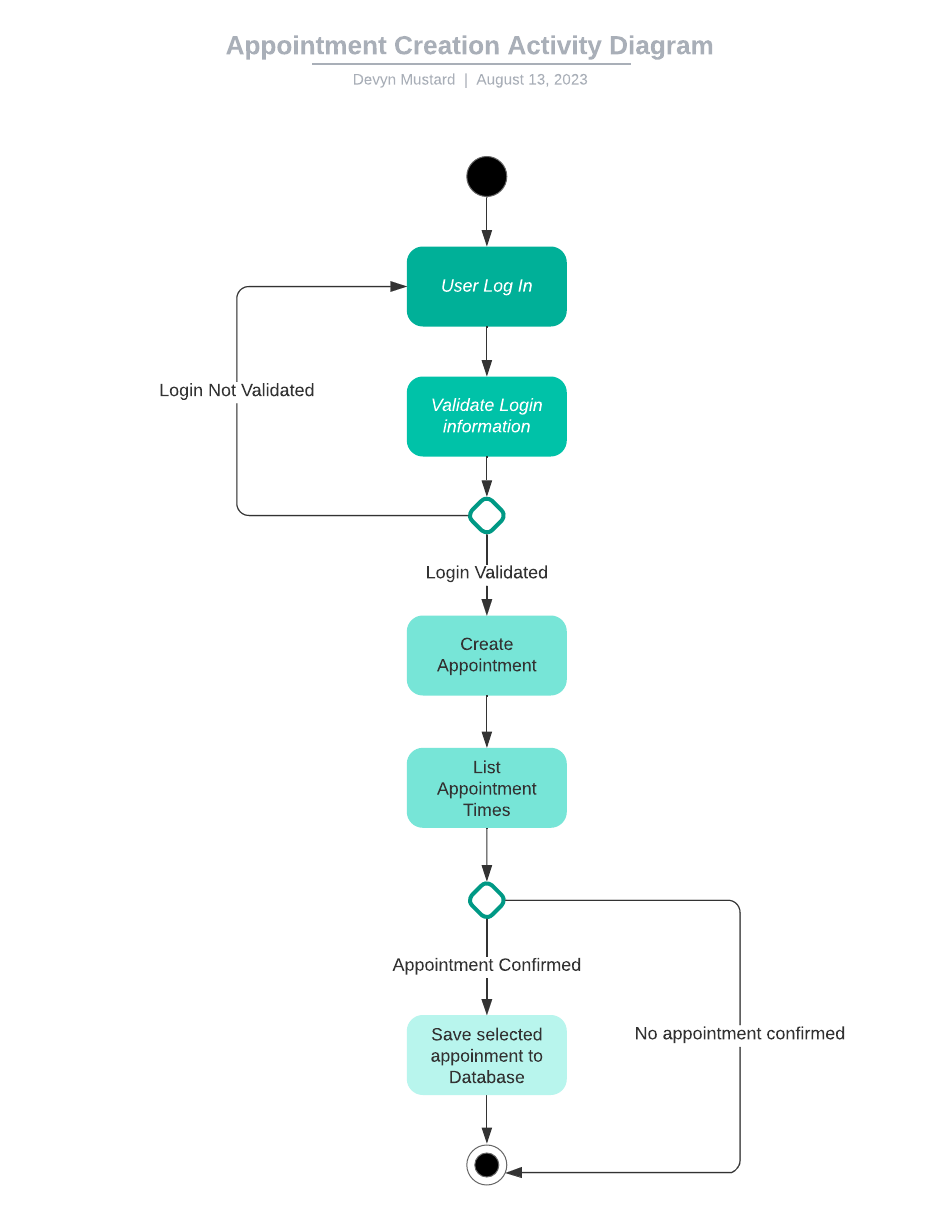 Appointment Creation Activity Diagram
Devyn Mustard | August 13, 2023
User Log In
Login Not Validated
Validate Login
information
Login Validated
Create
Appointment
List
Appointment
Times
Appointment Confirmed
No appointment confirmed
Save selected
appoinment to
Database